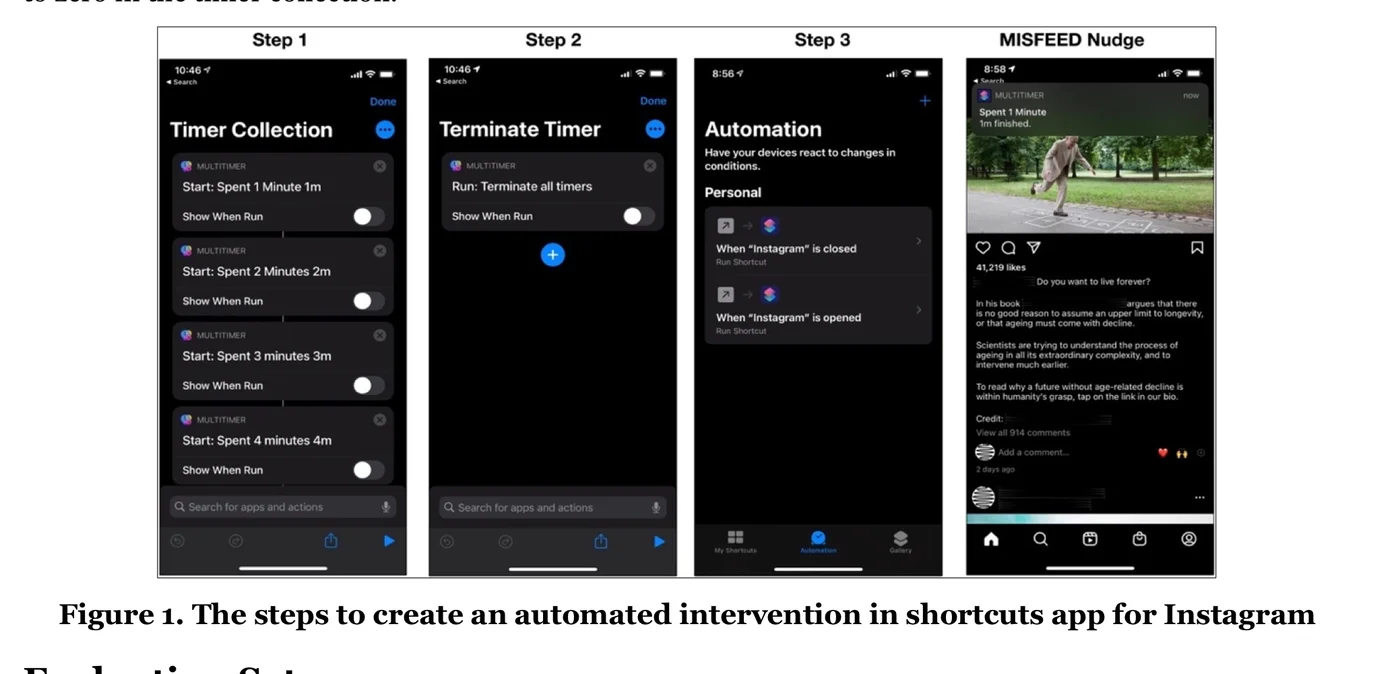 to zero in the timer collection.
Step 1
Step 2
Step 3
MISFEED Nudge
10:46
Search
Done
Timer Collection
MULTITIMER
Start: Spent 1 Minute 1m
Show When Run
MULTITIMER
Start: Spent 2 Minutes 2m
Show When Run
MULTITIMER
Start: Spent 3 minutes 3m
Show When Run
MULTITIMER
Start: Spent 4 minutes 4m
Show When Run
Search for apps and actions
10:46
Search
Done
Terminate Timer
MULTITIMER
Run: Terminate all timers
Show When Run
Search for apps and actions
8:56
Automation
Have your devices react to changes in
conditions.
Personal
When “Instagram” is closed
Run Shortcut
When “Instagram” is opened
Run Shortcut
My Shortcuts
Automation
Gallery
8:58
Search
MULTITIMER
now
Spent 1 Minute
1m finished.
41,219 likes
Do you want to live forever?
In his book argues that there
is no good reason to assume an upper limit to longevity,
or that ageing must come with decline.
Scientists are trying to understand the process of
ageing in all its extraordinary complexity, and to
intervene much earlier.
To read why a future without age-related decline is
within humanity's grasp, tap on the link in our bio.
Credit:
View all 914 comments
Add a comment...
2 days ago
Figure 1. The steps to create an automated intervention in shortcuts app for Instagram